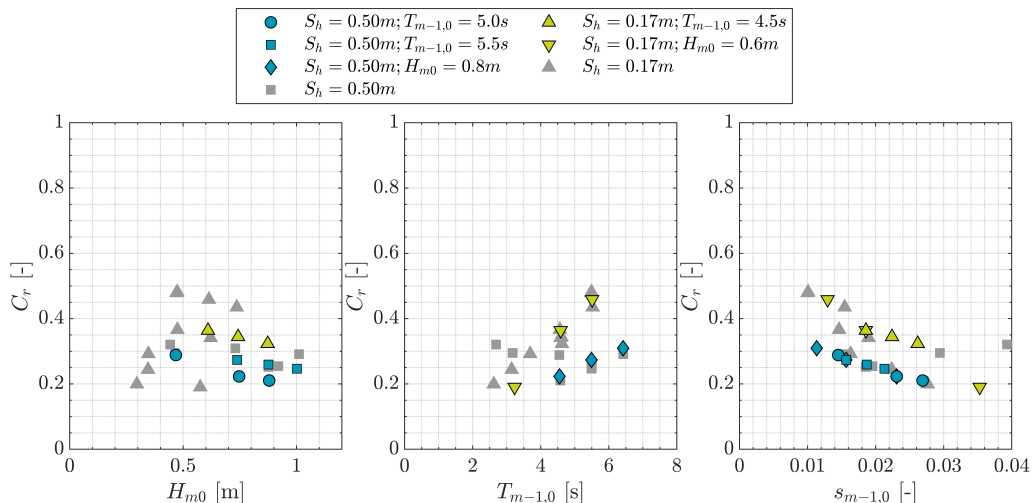 S_h = 0.50m; T_{m−1,0} = 5.0s
S_h = 0.50m; T_{m−1,0} = 5.5s
S_h = 0.50m; H_{m0} = 0.8m
S_h = 0.50m
S_h = 0.17m; T_{m−1,0} = 4.5s
S_h = 0.17m; H_{m0} = 0.6m
S_h = 0.17m
1
0.8
0.6
0.4
0.2
0
C_r [-]
0 0.5 1
H_{m0} [m]
1
0.8
0.6
0.4
0.2
0
C_r [-]
0 2 4 6 8
T_{m−1,0} [s]
1
0.8
0.6
0.4
0.2
0
C_r [-]
0 0.01 0.02 0.03 0.04
s_{m−1,0} [-]